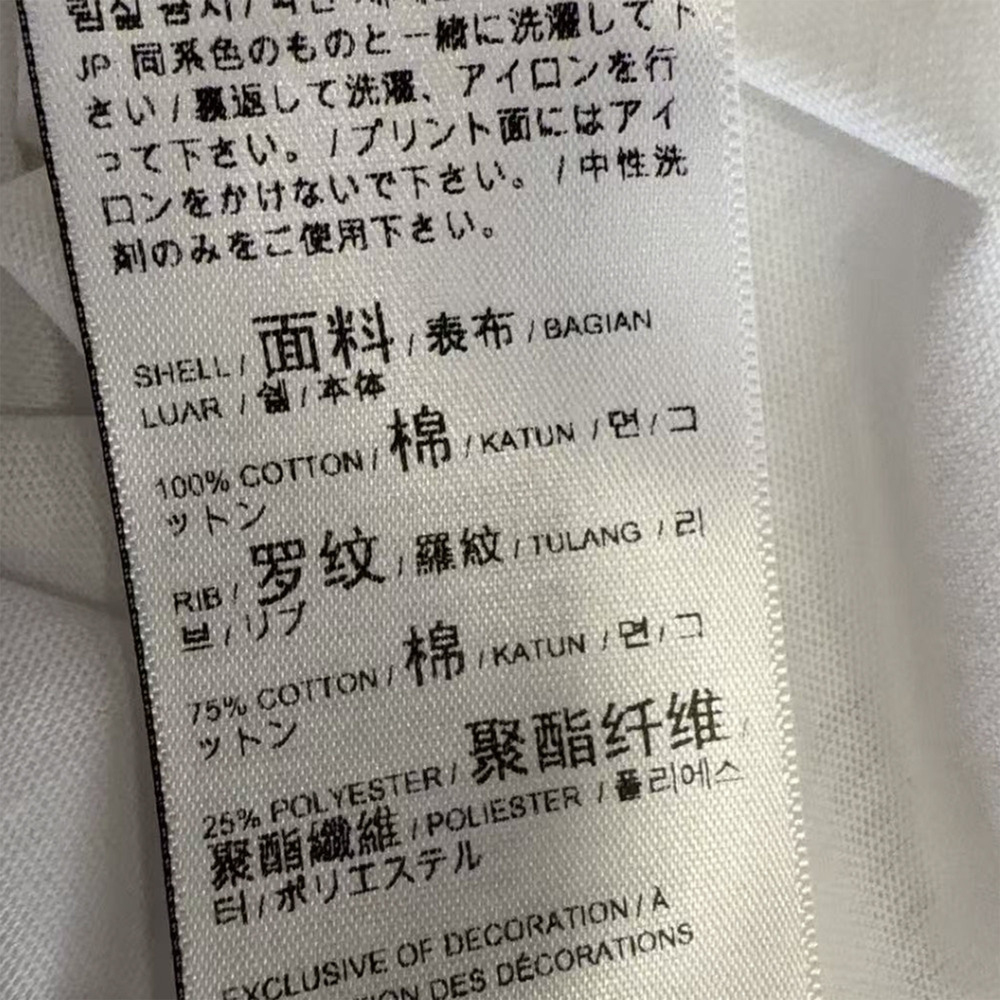 JP 同系色のものと一緒に洗濯して下
さい / 裏返して洗濯、アイロンを行
って下さい。/ プリント面にはアイ
ロンをかけないで下さい。/ 中性洗
剤のみをご使用下さい。
SHELL / 面料 / 表布 / BAGIAN
LUAR / 쉘 / 本体
100% COTTON / 棉 / KATUN / 면 / コ
ットン
RIB / 罗纹 / 羅紋 / TULANG / 리
브 / リブ
75% COTTON / 棉 / KATUN / 면 / コ
ットン
25% POLYESTER / 聚酯纤维 /
聚酯纖維 / POLIESTER / 폴리에스
터 / ポリエステル
EXCLUSIVE OF DECORATION / À
DES DÉCORATIONS